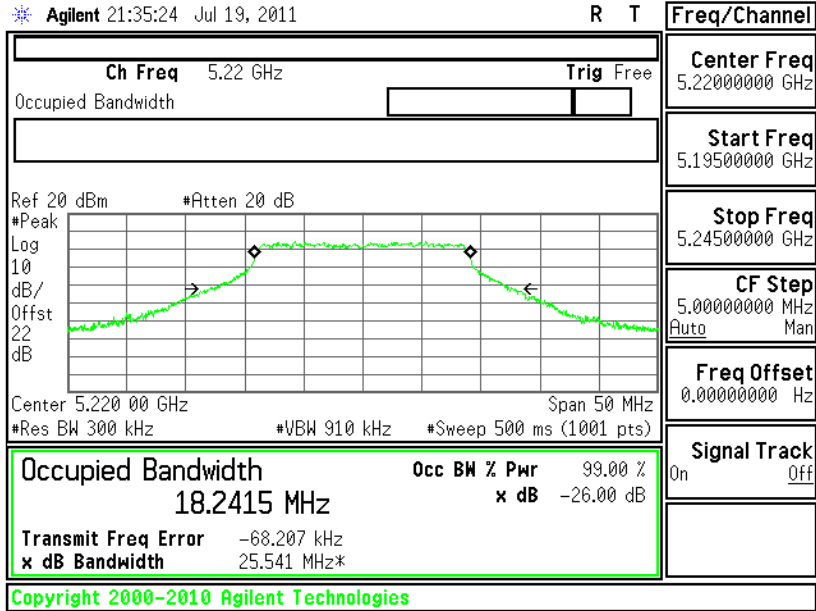 Agilent 21:35:24 Jul 19, 2011 R T
Freq/Channel
Ch Freq 5.22 GHz Trig Free
Occupied Bandwidth
Center Freq
5.22000000 GHz
Start Freq
5.19500000 GHz
Stop Freq
5.24500000 GHz
CF Step
5.00000000 MHz
Auto Man
Freq Offset
0.00000000 Hz
Signal Track
On Off
Ref 20 dBm #Atten 20 dB
#Peak
Log
10
dB/
Offst
22
dB
Center 5.220 00 GHz Span 50 MHz
#Res BW 300 kHz #VBW 910 kHz #Sweep 500 ms (1001 pts)
Occupied Bandwidth Occ BW % Pwr 99.00 %
18.2415 MHz x dB -26.00 dB
Transmit Freq Error -68.207 kHz
x dB Bandwidth 25.541 MHz*
Copyright 2000-2010 Agilent Technologies